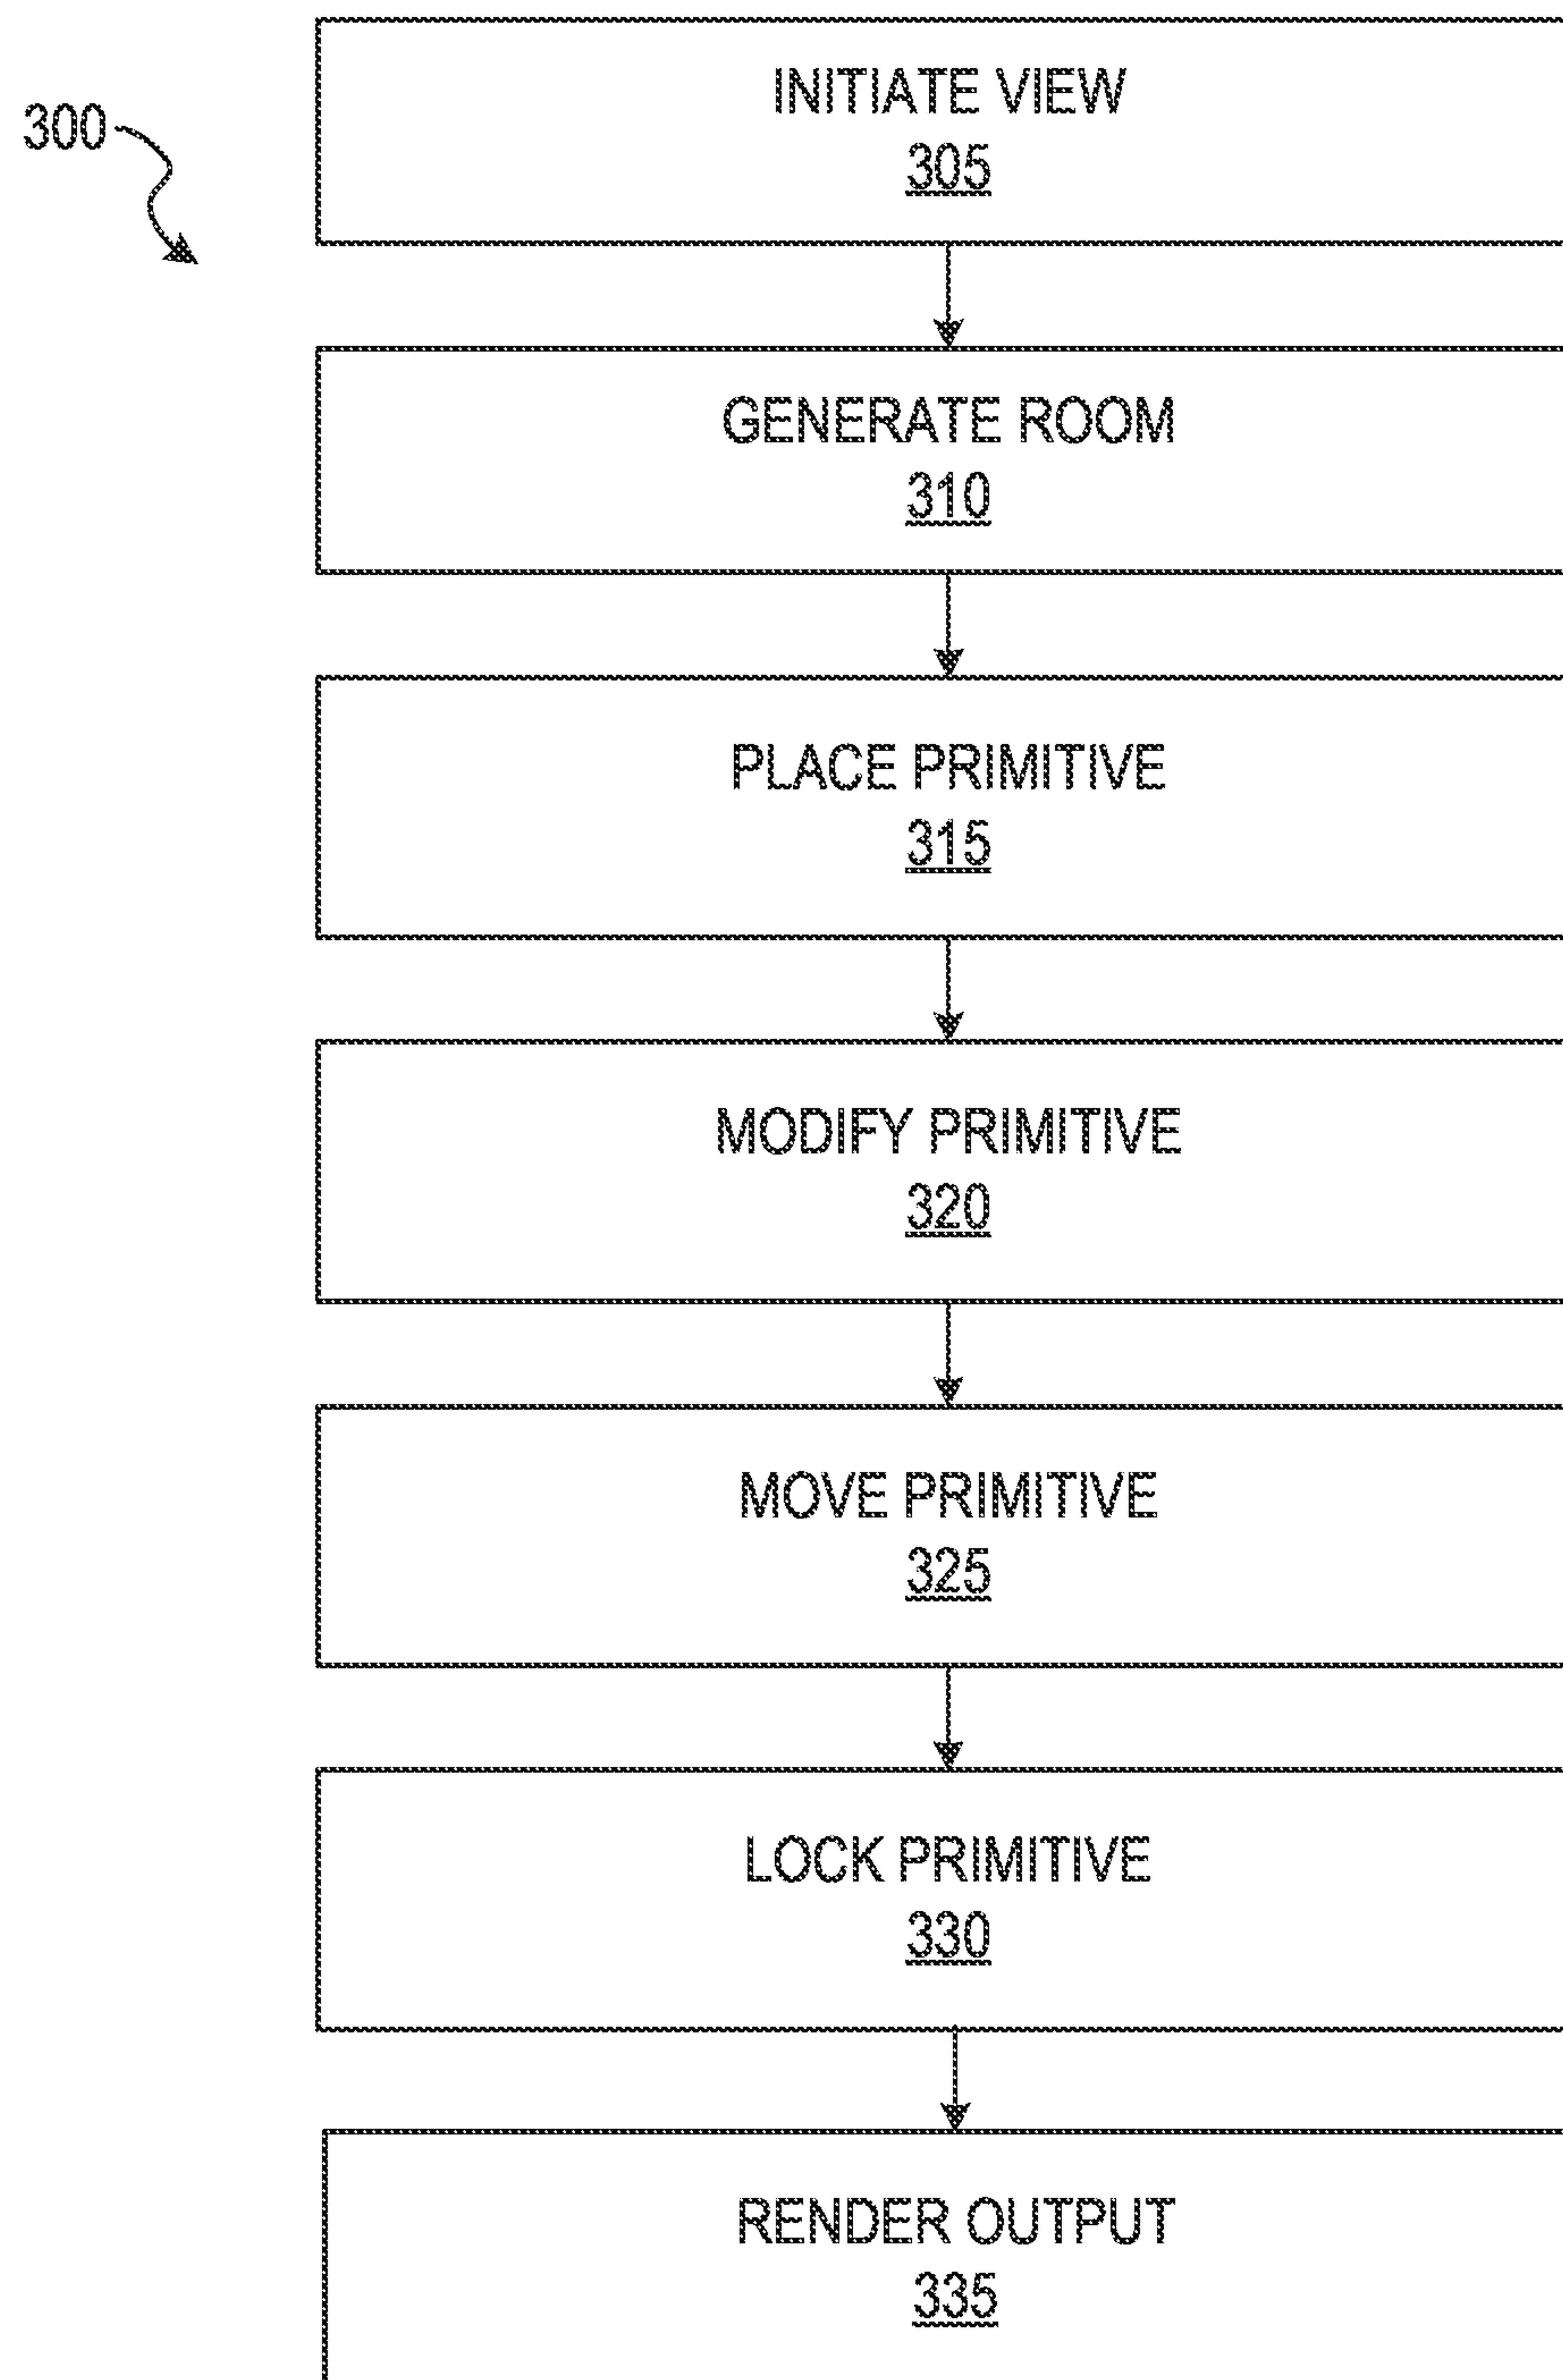 300
INITIATE VIEW
305
GENERATE ROOM
310
PLACE PRIMITIVE
315
MODIFY PRIMITIVE
320
MOVE PRIMITIVE
325
LOCK PRIMITIVE
330
RENDER OUTPUT
335